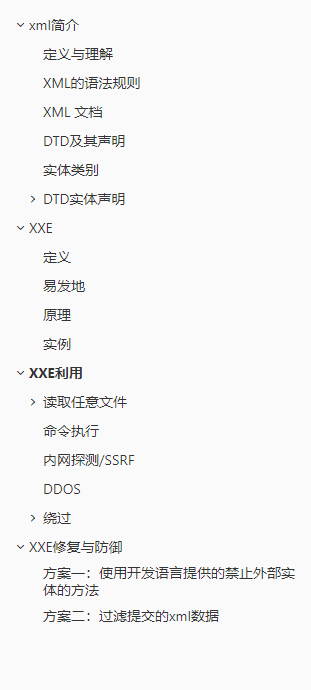 xml简介
定义与理解
XML的语法规则
XML 文档
DTD及其声明
实体类别
DTD实体声明
XXE
定义
易发地
原理
实例
XXE利用
读取任意文件
命令执行
内网探测/SSRF
DDOS
绕过
XXE修复与防御
方案一：使用开发语言提供的禁止外部实
体的方法
方案二：过滤提交的xml数据